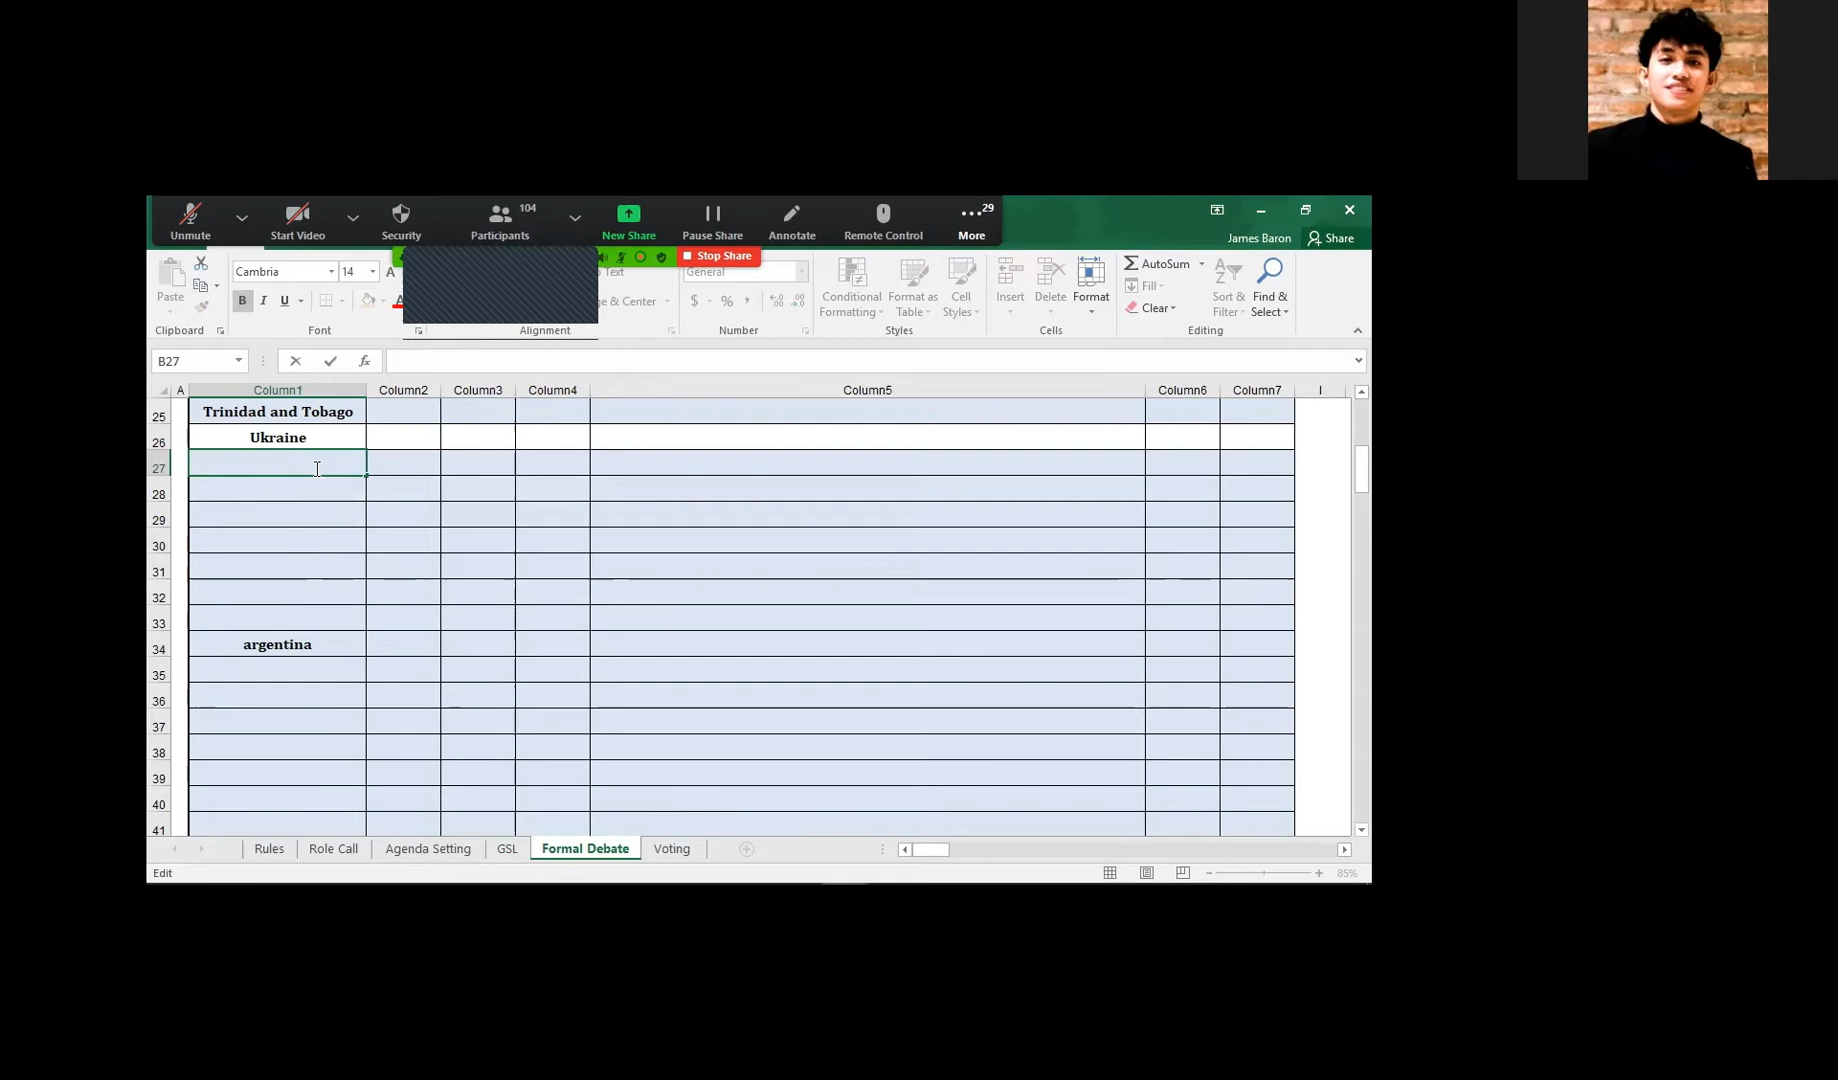 104
29
Unmute
Start Video
Security
Participants
New Share
Pause Share
Annotate
Remote Control
More
James Baron
Share
Stop Share
Paste
Cambria
14
A
B I U
Text
e & Center
General
$ % ,
Conditional
Formatting
Format as
Table
Cell
Styles
Insert
Delete
Format
AutoSum
Fill
Clear
Sort &
Filter
Find &
Select
Clipboard
Font
Alignment
Number
Styles
Cells
Editing
B27
fx
A Column1 Column2 Column3 Column4 Column5 Column6 Column7 I
25 Trinidad and Tobago
26 Ukraine
27
28
29
30
31
32
33
34 argentina
35
36
37
38
39
40
41
Rules Role Call Agenda Setting GSL Formal Debate Voting
Edit
85%